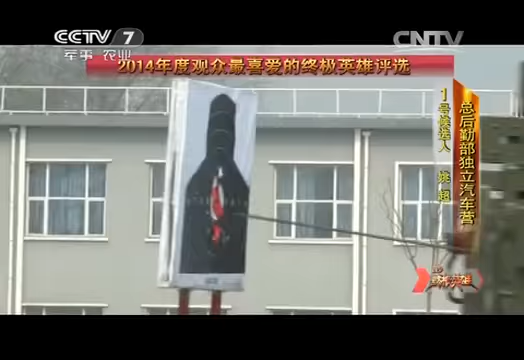 CCTV 7
军事 农业
CNTV
2014年度观众最喜爱的终极英雄评选
1号候选人 姚超
总后勤部独立汽车营